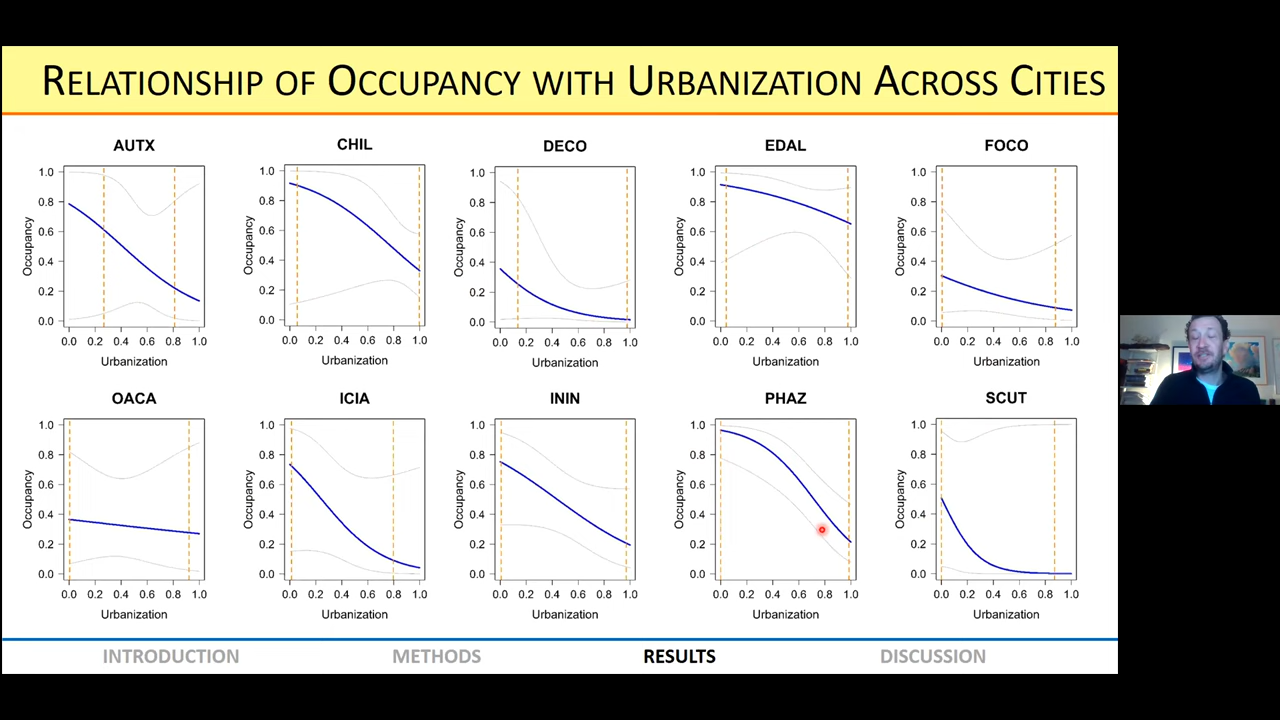 RELATIONSHIP OF OCCUPANCY WITH URBANIZATION ACROSS CITIES
AUTX
CHIL
DECO
EDAL
FOCO
Occupancy
1.0
0.8
0.6
0.4
0.2
0.0
0.0 0.2 0.4 0.6 0.8 1.0
Urbanization
Occupancy
1.0
0.8
0.6
0.4
0.2
0.0
0.0 0.2 0.4 0.6 0.8 1.0
Urbanization
Occupancy
1.0
0.8
0.6
0.4
0.2
0.0
0.0 0.2 0.4 0.6 0.8 1.0
Urbanization
Occupancy
1.0
0.8
0.6
0.4
0.2
0.0
0.0 0.2 0.4 0.6 0.8 1.0
Urbanization
Occupancy
1.0
0.8
0.6
0.4
0.2
0.0
0.0 0.2 0.4 0.6 0.8 1.0
Urbanization
OACA
ICIA
ININ
PHAZ
SCUT
Occupancy
1.0
0.8
0.6
0.4
0.2
0.0
0.0 0.2 0.4 0.6 0.8 1.0
Urbanization
Occupancy
1.0
0.8
0.6
0.4
0.2
0.0
0.0 0.2 0.4 0.6 0.8 1.0
Urbanization
Occupancy
1.0
0.8
0.6
0.4
0.2
0.0
0.0 0.2 0.4 0.6 0.8 1.0
Urbanization
Occupancy
1.0
0.8
0.6
0.4
0.2
0.0
0.0 0.2 0.4 0.6 0.8 1.0
Urbanization
Occupancy
1.0
0.8
0.6
0.4
0.2
0.0
0.0 0.2 0.4 0.6 0.8 1.0
Urbanization
INTRODUCTION
METHODS
RESULTS
DISCUSSION